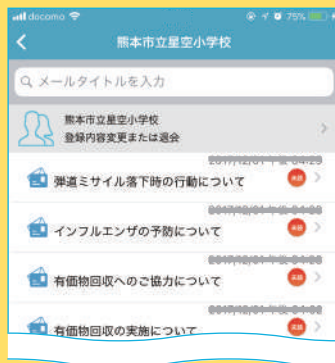 docomo 75%
熊本市立星空小学校
メールタイトルを入力
熊本市立星空小学校
登録内容変更または退会
弾道ミサイル落下時の行動について
未読
インフルエンザの予防について
未読
有価物回収へのご協力について
未読
有価物回収の実施について
未読